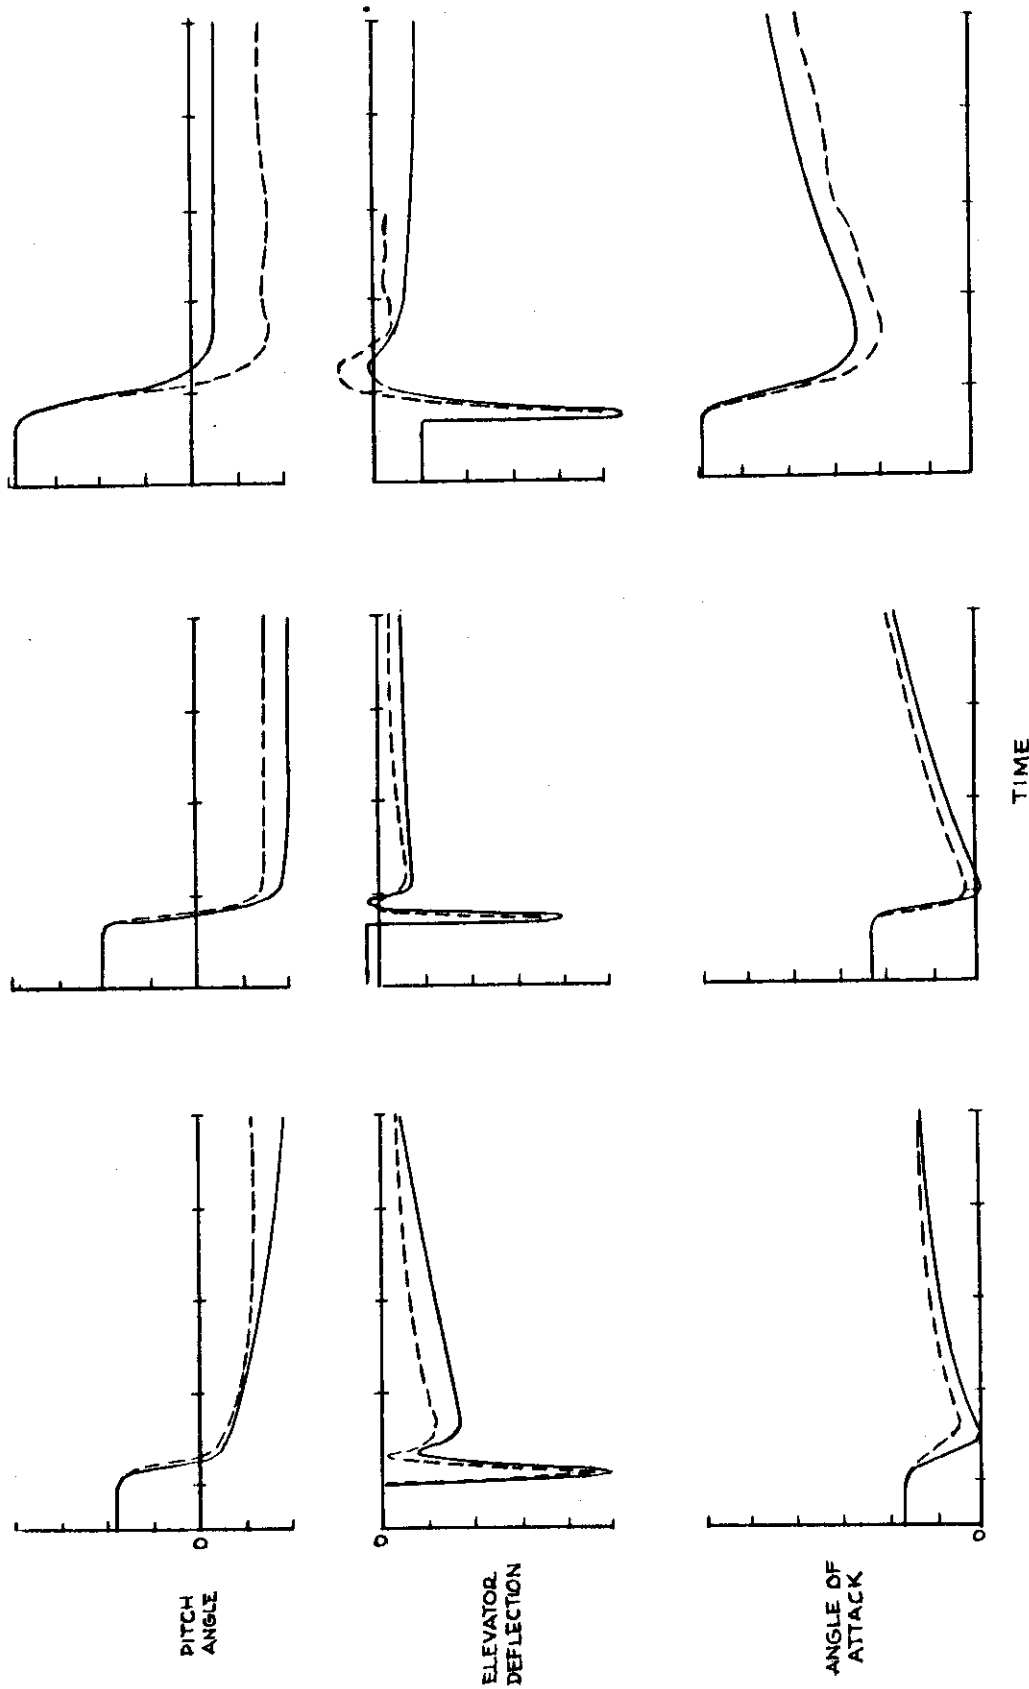 PITCH
ANGLE
0
ELEVATOR
DEFLECTION
0
ANGLE OF
ATTACK
0
TIME